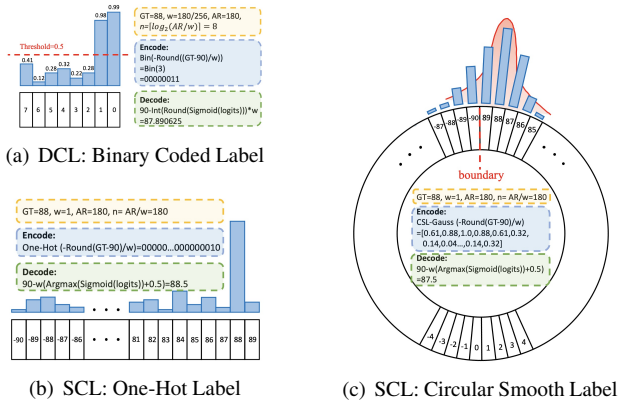 0.99
0.98
Threshold=0.5
0.41
0.12
0.28
0.32
0.22
0.28
7 6 5 4 3 2 1 0
GT=88, w=180/256, AR=180,
n=⌈log₂(AR/w)⌉ = 8
Encode:
Bin(-Round((GT-90)/w))
=Bin(3)
=00000011
Decode:
90-Int(Round(Sigmoid(logits)))*w
=87.890625
(a) DCL: Binary Coded Label
GT=88, w=1, AR=180, n= AR/w=180
Encode:
One-Hot (-Round(GT-90)/w)=00000...000000010
Decode:
90-w(Argmax(Sigmoid(logits))+0.5)=88.5
-90 -89 -88 -87 -86 81 82 83 84 85 86 87 88 89
(b) SCL: One-Hot Label
-87 -88 -89 -90 89 88 87 86 85
boundary
GT=88, w=1, AR=180, n= AR/w=180
Encode:
CSL-Gauss (-Round(GT-90)/w)
=[0.61,0.88,1.0,0.88,0.61,0.32,
0.14,0.04...,0.14,0.32]
Decode:
90-w(Argmax(Sigmoid(logits))+0.5)
=87.5
-4 -3 -2 -1 0 1 2 3 4
(c) SCL: Circular Smooth Label